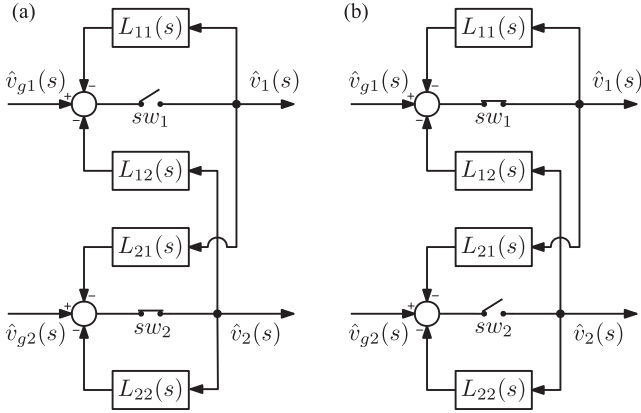 (a)
L₁₁(s)
v̂g1(s)
+
−
−
sw₁
v̂₁(s)
L₁₂(s)
L₂₁(s)
v̂g2(s)
+
−
−
sw₂
v̂₂(s)
L₂₂(s)
(b)
L₁₁(s)
v̂g1(s)
+
−
−
sw₁
v̂₁(s)
L₁₂(s)
L₂₁(s)
v̂g2(s)
+
−
−
sw₂
v̂₂(s)
L₂₂(s)